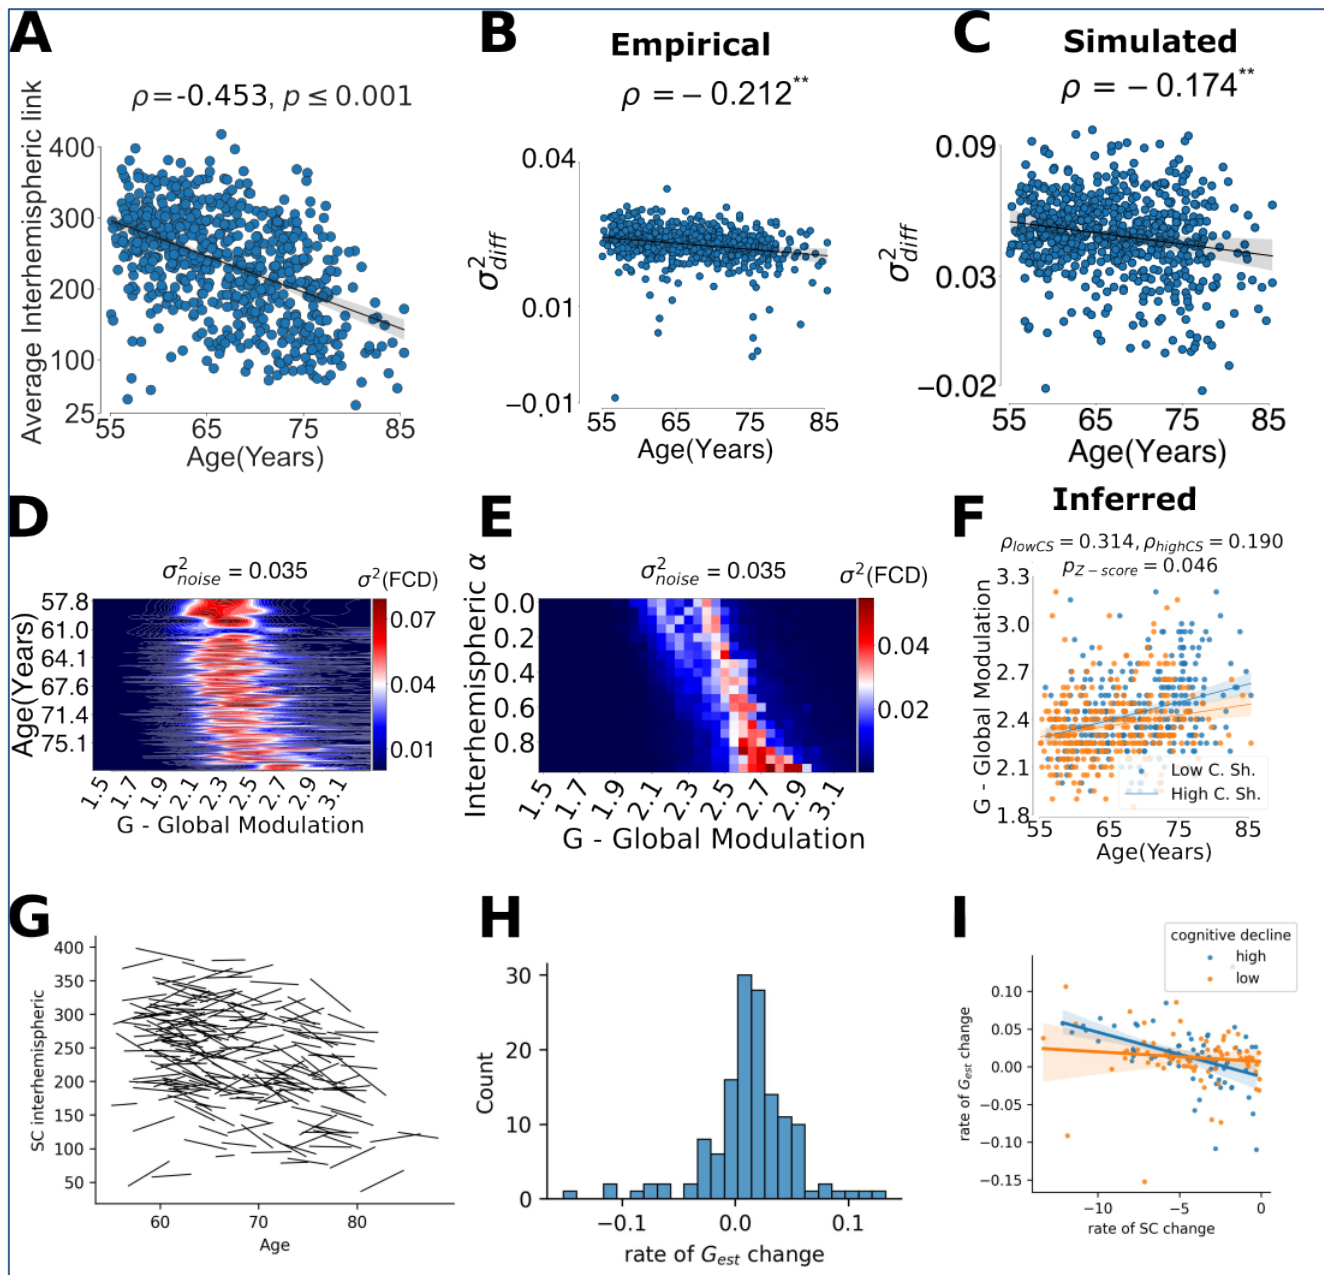 A
Average Interhemispheric link
ρ=-0.453, p ≤ 0.001
400
300
200
100
25
55 65 75 85
Age(Years)
B
Empirical
ρ = − 0.212**
σ²diff
0.04
0.01
−0.01
55 65 75 85
Age(Years)
C
Simulated
ρ = − 0.174**
σ²diff
0.09
0.03
−0.02
55 65 75 85
Age(Years)
D
σ²noise = 0.035
σ²(FCD)
Age(Years)
57.8
61.0
64.1
67.6
71.4
75.1
0.07
0.04
0.01
1.5 1.7 1.9 2.1 2.3 2.5 2.7 2.9 3.1
G - Global Modulation
E
Interhemispheric α
σ²noise = 0.035
σ²(FCD)
0.0
0.2
0.4
0.6
0.8
0.04
0.02
1.5 1.7 1.9 2.1 2.3 2.5 2.7 2.9 3.1
G - Global Modulation
F
Inferred
ρlowCS = 0.314, ρhighCS = 0.190
pZ−score = 0.046
G - Global Modulation
3.3
3.0
2.7
2.4
2.1
1.8
Low C. Sh.
High C. Sh.
55 65 75 85
Age(Years)
G
SC interhemispheric
400
350
300
250
200
150
100
50
60 70 80
Age
H
Count
30
20
10
0
−0.1 0.0 0.1
rate of Gest change
I
cognitive decline
high
low
rate of Gest change
0.10
0.05
0.00
−0.05
−0.10
−0.15
−10 −5 0
rate of SC change